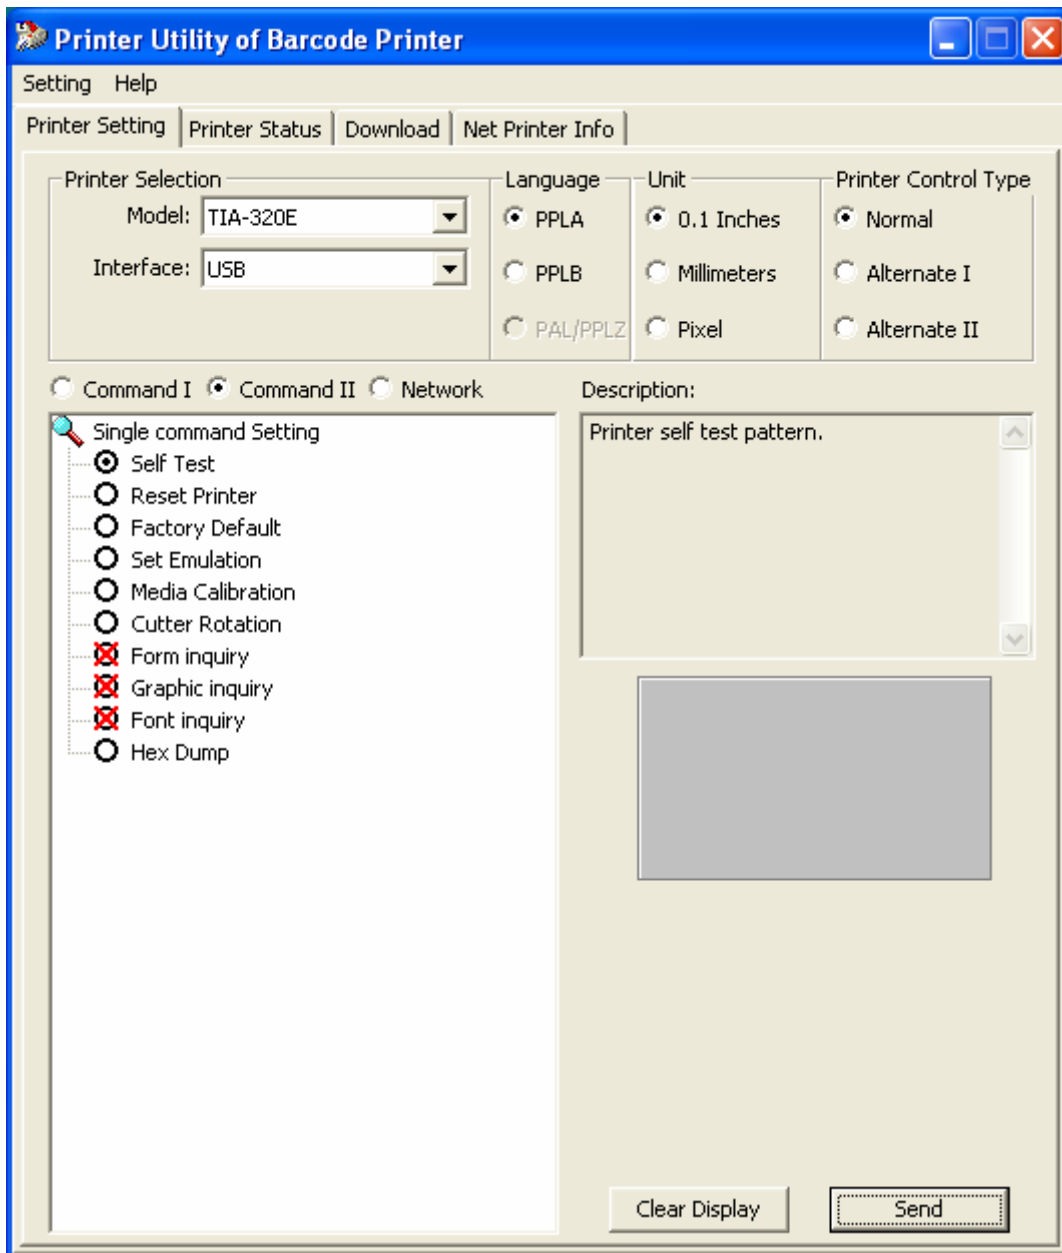 Printer Utility of Barcode Printer
Setting Help
Printer Setting Printer Status Download Net Printer Info
Printer Selection Language Unit Printer Control Type
Model: TIA-320E PPLA 0.1 Inches Normal
Interface: USB PPLB Millimeters Alternate I
PAL/PPLZ Pixel Alternate II
Command I Command II Network Description:
Single command Setting Printer self test pattern.
Self Test
Reset Printer
Factory Default
Set Emulation
Media Calibration
Cutter Rotation
Form inquiry
Graphic inquiry
Font inquiry
Hex Dump
Clear Display Send